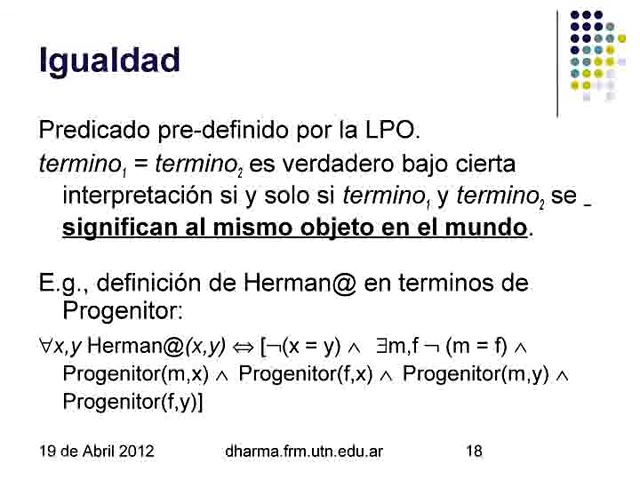 Igualdad
Predicado pre-definido por la LPO.
termino₁ = termino₂ es verdadero bajo cierta
interpretación si y solo si termino₁ y termino₂ se _
significan al mismo objeto en el mundo.
E.g., definición de Herman@ en terminos de
Progenitor:
∀x,y Herman@(x,y) ⇔ [¬(x = y) ∧ ∃m,f ¬ (m = f) ∧
Progenitor(m,x) ∧ Progenitor(f,x) ∧ Progenitor(m,y) ∧
Progenitor(f,y)]
19 de Abril 2012 dharma.frm.utn.edu.ar 18